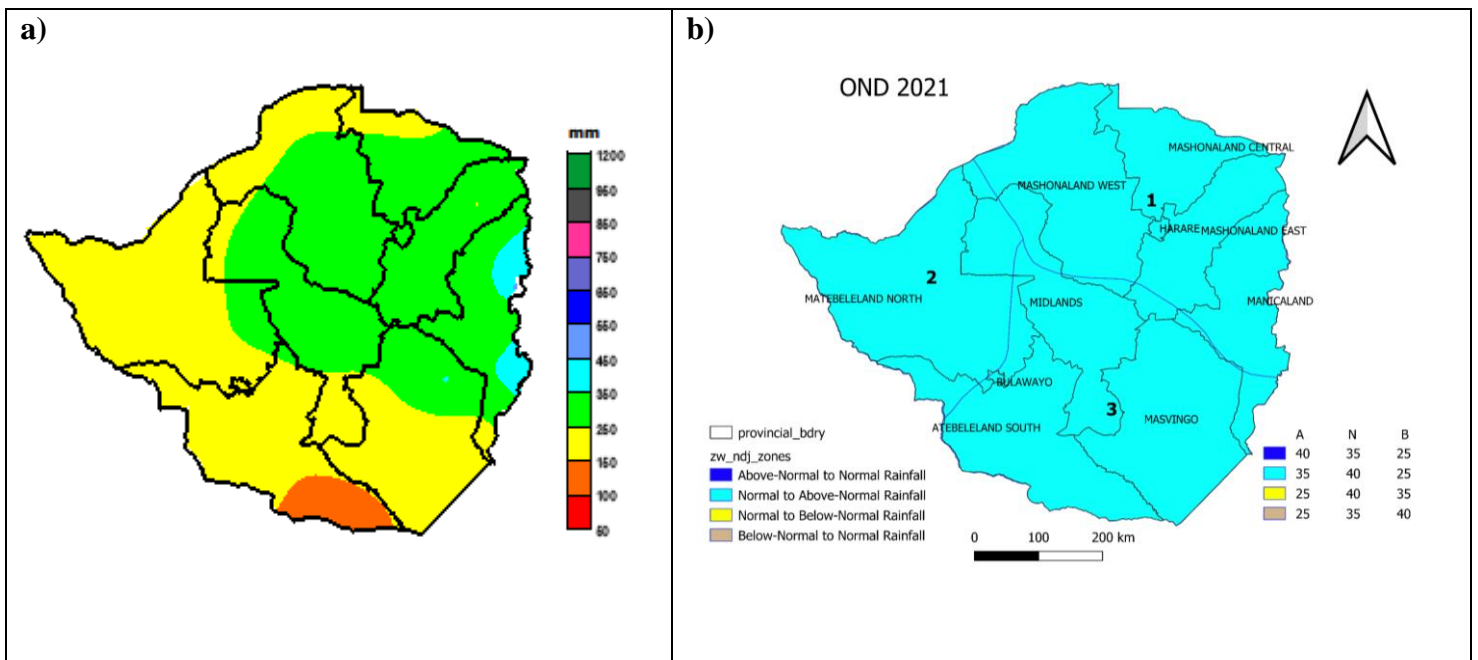 a)
mm
1200
950
850
750
650
550
450
350
250
150
100
50
b)
OND 2021
MASHONALAND CENTRAL
MASHONALAND WEST
1
HARARE
MASHONALAND EAST
2
MATEBELELAND NORTH
MIDLANDS
MANICALAND
BULAWAYO
3
MASVINGO
ATEBELELAND SOUTH
provincial_bdry
zw_ndj_zones
Above-Normal to Normal Rainfall
Normal to Above-Normal Rainfall
Normal to Below-Normal Rainfall
Below-Normal to Normal Rainfall
A N B
40 35 25
35 40 25
25 40 35
25 35 40
0 100 200 km